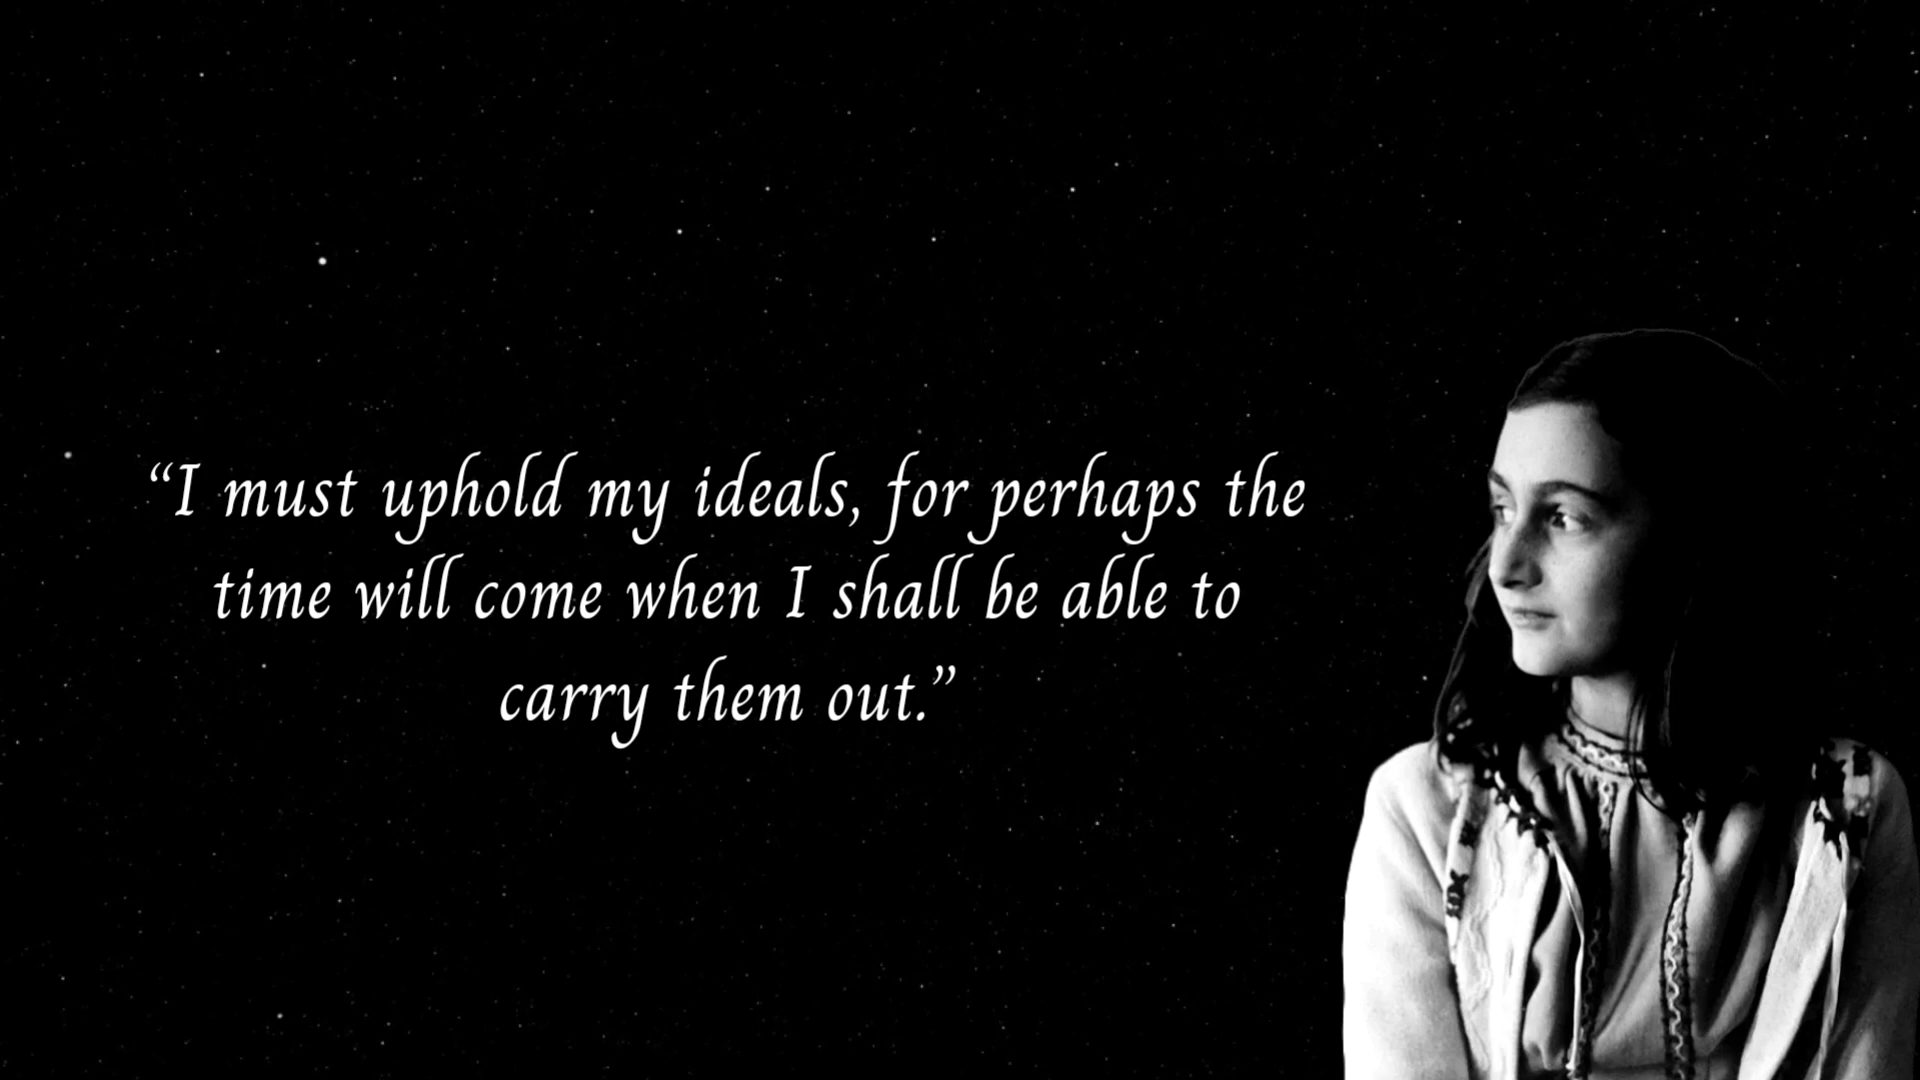 “I must uphold my ideals, for perhaps the
time will come when I shall be able to
carry them out.”